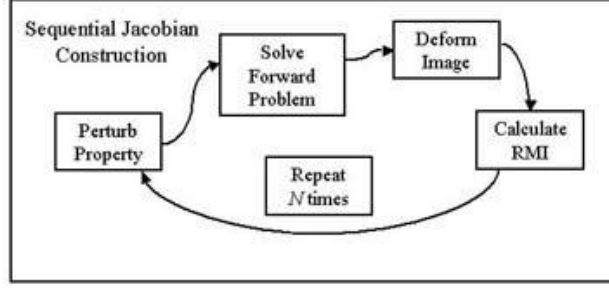 Sequential Jacobian
Construction
Solve
Forward
Problem
Deform
Image
Perturb
Property
Calculate
RMI
Repeat
N times